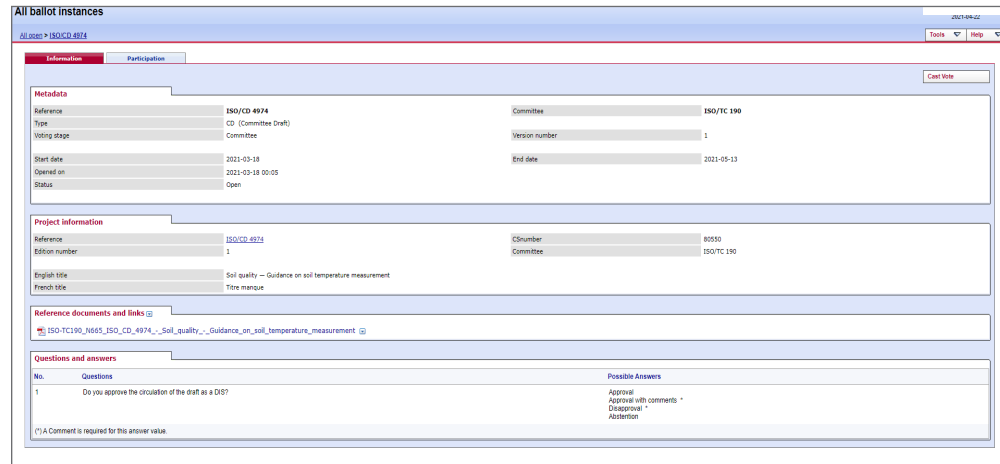 All ballot instances
2021-04-22
All open > ISO/CD 4974
Tools Help
Information Participation
Cast Vote
Metadata
Reference ISO/CD 4974 Committee ISO/TC 190
Type CD (Committee Draft)
Voting stage Committee Version number 1
Start date 2021-03-18 End date 2021-05-13
Opened on 2021-03-18 00:05
Status Open
Project information
Reference ISO/CD 4974 CSnumber 80550
Edition number 1 Committee ISO/TC 190
English title Soil quality — Guidance on soil temperature measurement
French title Titre manque
Reference documents and links
ISO-TC190_N665_ISO_CD_4974_-_Soil_quality_-_Guidance_on_soil_temperature_measurement
Questions and answers
No. Questions Possible Answers
1 Do you approve the circulation of the draft as a DIS? Approval
Approval with comments *
Disapproval *
Abstention
(*) A Comment is required for this answer value.